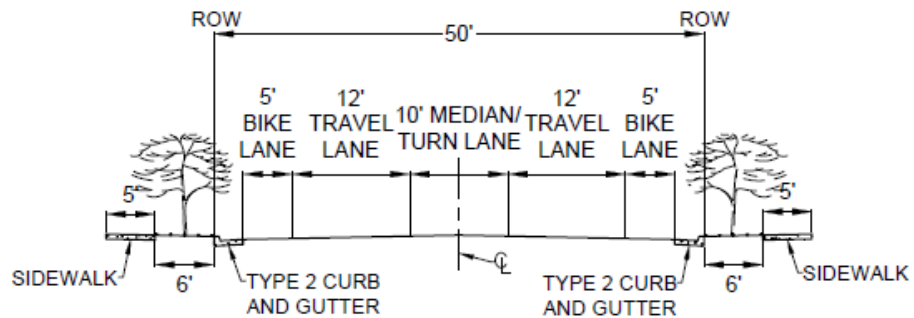 ROW
ROW
50'
5'
BIKE
LANE
12'
TRAVEL
LANE
10' MEDIAN/
TURN LANE
12'
TRAVEL
LANE
5'
BIKE
LANE
5'
5'
SIDEWALK
6'
TYPE 2 CURB
AND GUTTER
CL
TYPE 2 CURB
AND GUTTER
6'
SIDEWALK